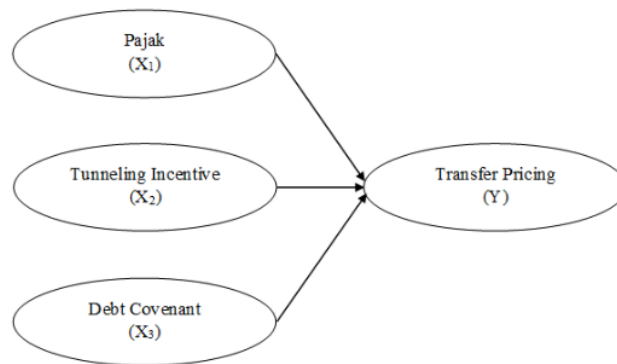 Pajak
(X₁)
Tunneling Incentive
(X₂)
Transfer Pricing
(Y)
Debt Covenant
(X₃)